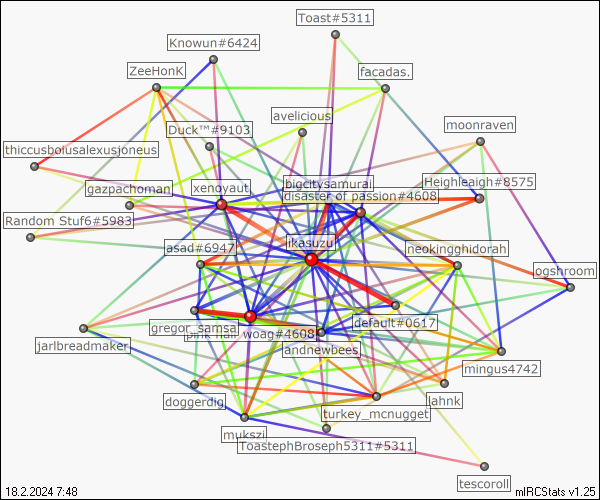 Toast#5311
Knowun#6424
ZeeHonK
facadas.
avelicious
Duck™#9103
moonraven
thiccusbolusalexusjoneus
gazpachoman
xenoyaut
bigcitysamurai
disaster of passion#4608
Heighleaigh#8575
Random Stuf6#5983
asad#6947
ikasuzu
neokingghidorah
ogshroom
gregor_samsa
pink hair woag#4608
default#0617
jarlbreadmaker
andnewbees
mingus4742
doggerdig
turkey_mcnugget
jahnk
mukszi
ToastephBroseph5311#5311
tescoroll
18.2.2024 7:48
mIRCStats v1.25